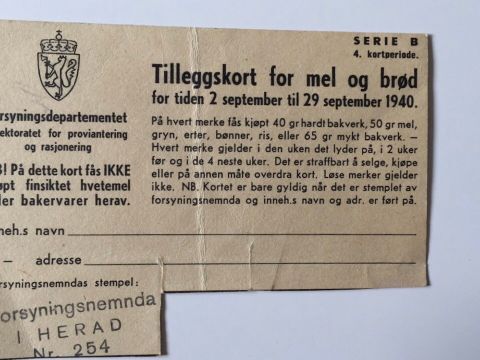 SERIE B
4. kortperiode.
Tilleggskort for mel og brød
for tiden 2 september til 29 september 1940.
På hvert merke fås kjøpt 40 gr hardt bakverk, 50 gr mel,
gryn, erter, bønner, ris, eller 65 gr mykt bakverk. —
Hvert merke gjelder i den uken det lyder på, i 2 uker
før og i de 4 neste uker. Det er straffbart å selge, kjøpe
eller på annen måte overdra kort. Løse merker gjelder
ikke. NB. Kortet er bare gyldig når det er stemplet av
forsyningsnemnda og inneh.s navn og adr. er ført på.
rsyningsdepartementet
ektoratet for proviantering
og rasjonering
B! På dette kort fås IKKE
øpt finsiktet hvetemel
ler bakervarer herav.
neh.s navn
— adresse
rsyningsnemndas stempel:
orsyningsnemnda
I HERAD
Nr. 254